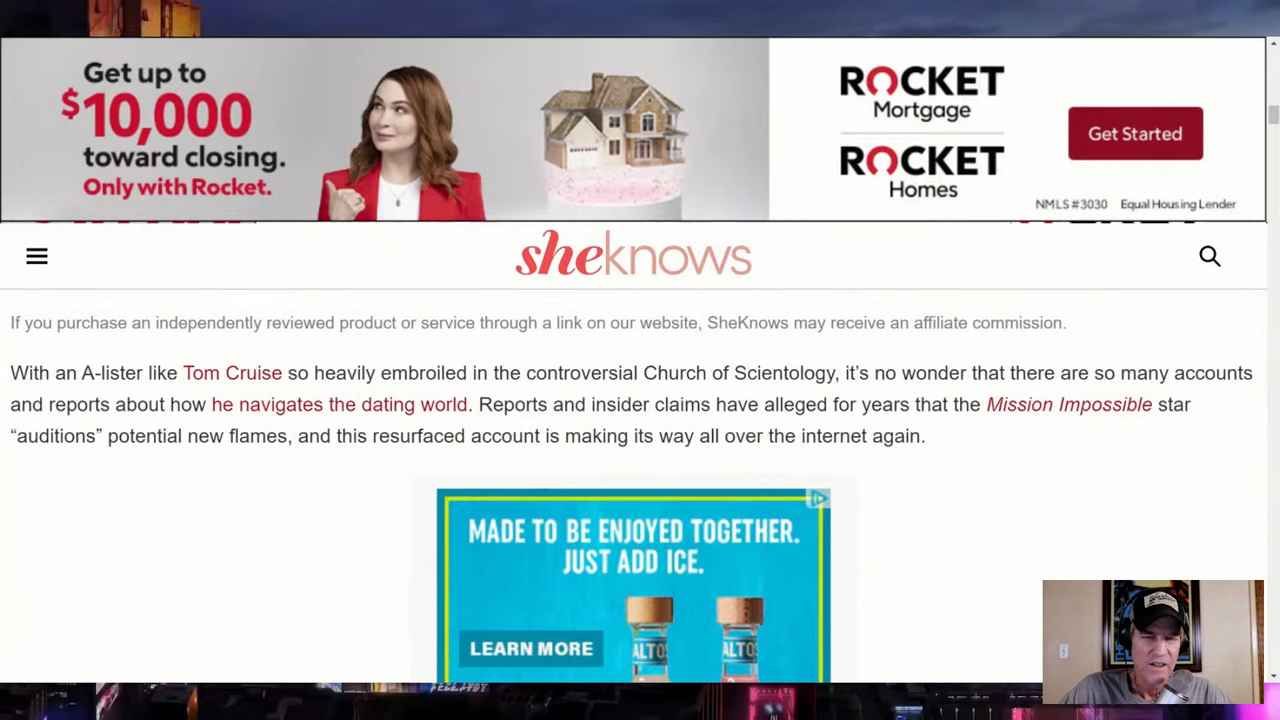 Get up to
$10,000
toward closing.
Only with Rocket.
ROCKET
Mortgage
ROCKET
Homes
Get Started
NMLS #3030 Equal Housing Lender
sheknows
If you purchase an independently reviewed product or service through a link on our website, SheKnows may receive an affiliate commission.
With an A-lister like Tom Cruise so heavily embroiled in the controversial Church of Scientology, it’s no wonder that there are so many accounts
and reports about how he navigates the dating world. Reports and insider claims have alleged for years that the Mission Impossible star
“auditions” potential new flames, and this resurfaced account is making its way all over the internet again.
MADE TO BE ENJOYED TOGETHER.
JUST ADD ICE.
LEARN MORE
ALTOS
ALTOS